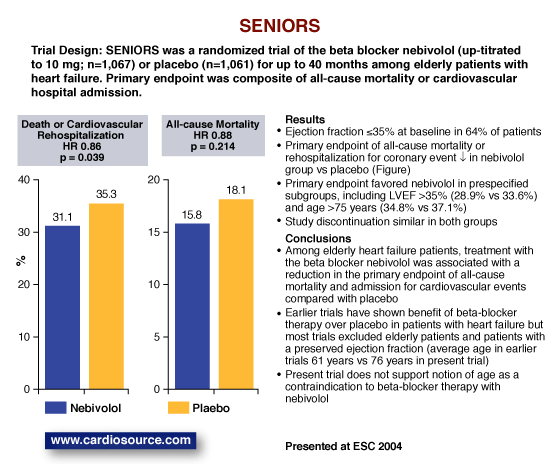 SENIORS
Trial Design: SENIORS was a randomized trial of the beta blocker nebivolol (up-titrated
to 10 mg; n=1,067) or placebo (n=1,061) for up to 40 months among elderly patients with
heart failure. Primary endpoint was composite of all-cause mortality or cardiovascular
hospital admission.
Death or Cardiovascular
Rehospitalization
HR 0.86
p = 0.039
All-cause Mortality
HR 0.88
p = 0.214
%
40
30
20
10
0
31.1
35.3
20
15
10
5
0
15.8
18.1
Nebivolol
Plaebo
www.cardiosource.com
Results
• Ejection fraction ≤35% at baseline in 64% of patients
• Primary endpoint of all-cause mortality or
rehospitalization for coronary event ↓ in nebivolol
group vs placebo (Figure)
• Primary endpoint favored nebivolol in prespecified
subgroups, including LVEF >35% (28.9% vs 33.6%)
and age >75 years (34.8% vs 37.1%)
• Study discontinuation similar in both groups
Conclusions
• Among elderly heart failure patients, treatment with
the beta blocker nebivolol was associated with a
reduction in the primary endpoint of all-cause
mortality and admission for cardiovascular events
compared with placebo
• Earlier trials have shown benefit of beta-blocker
therapy over placebo in patients with heart failure but
most trials excluded elderly patients and patients with
a preserved ejection fraction (average age in earlier
trials 61 years vs 76 years in present trial)
• Present trial does not support notion of age as a
contraindication to beta-blocker therapy with
nebivolol
Presented at ESC 2004